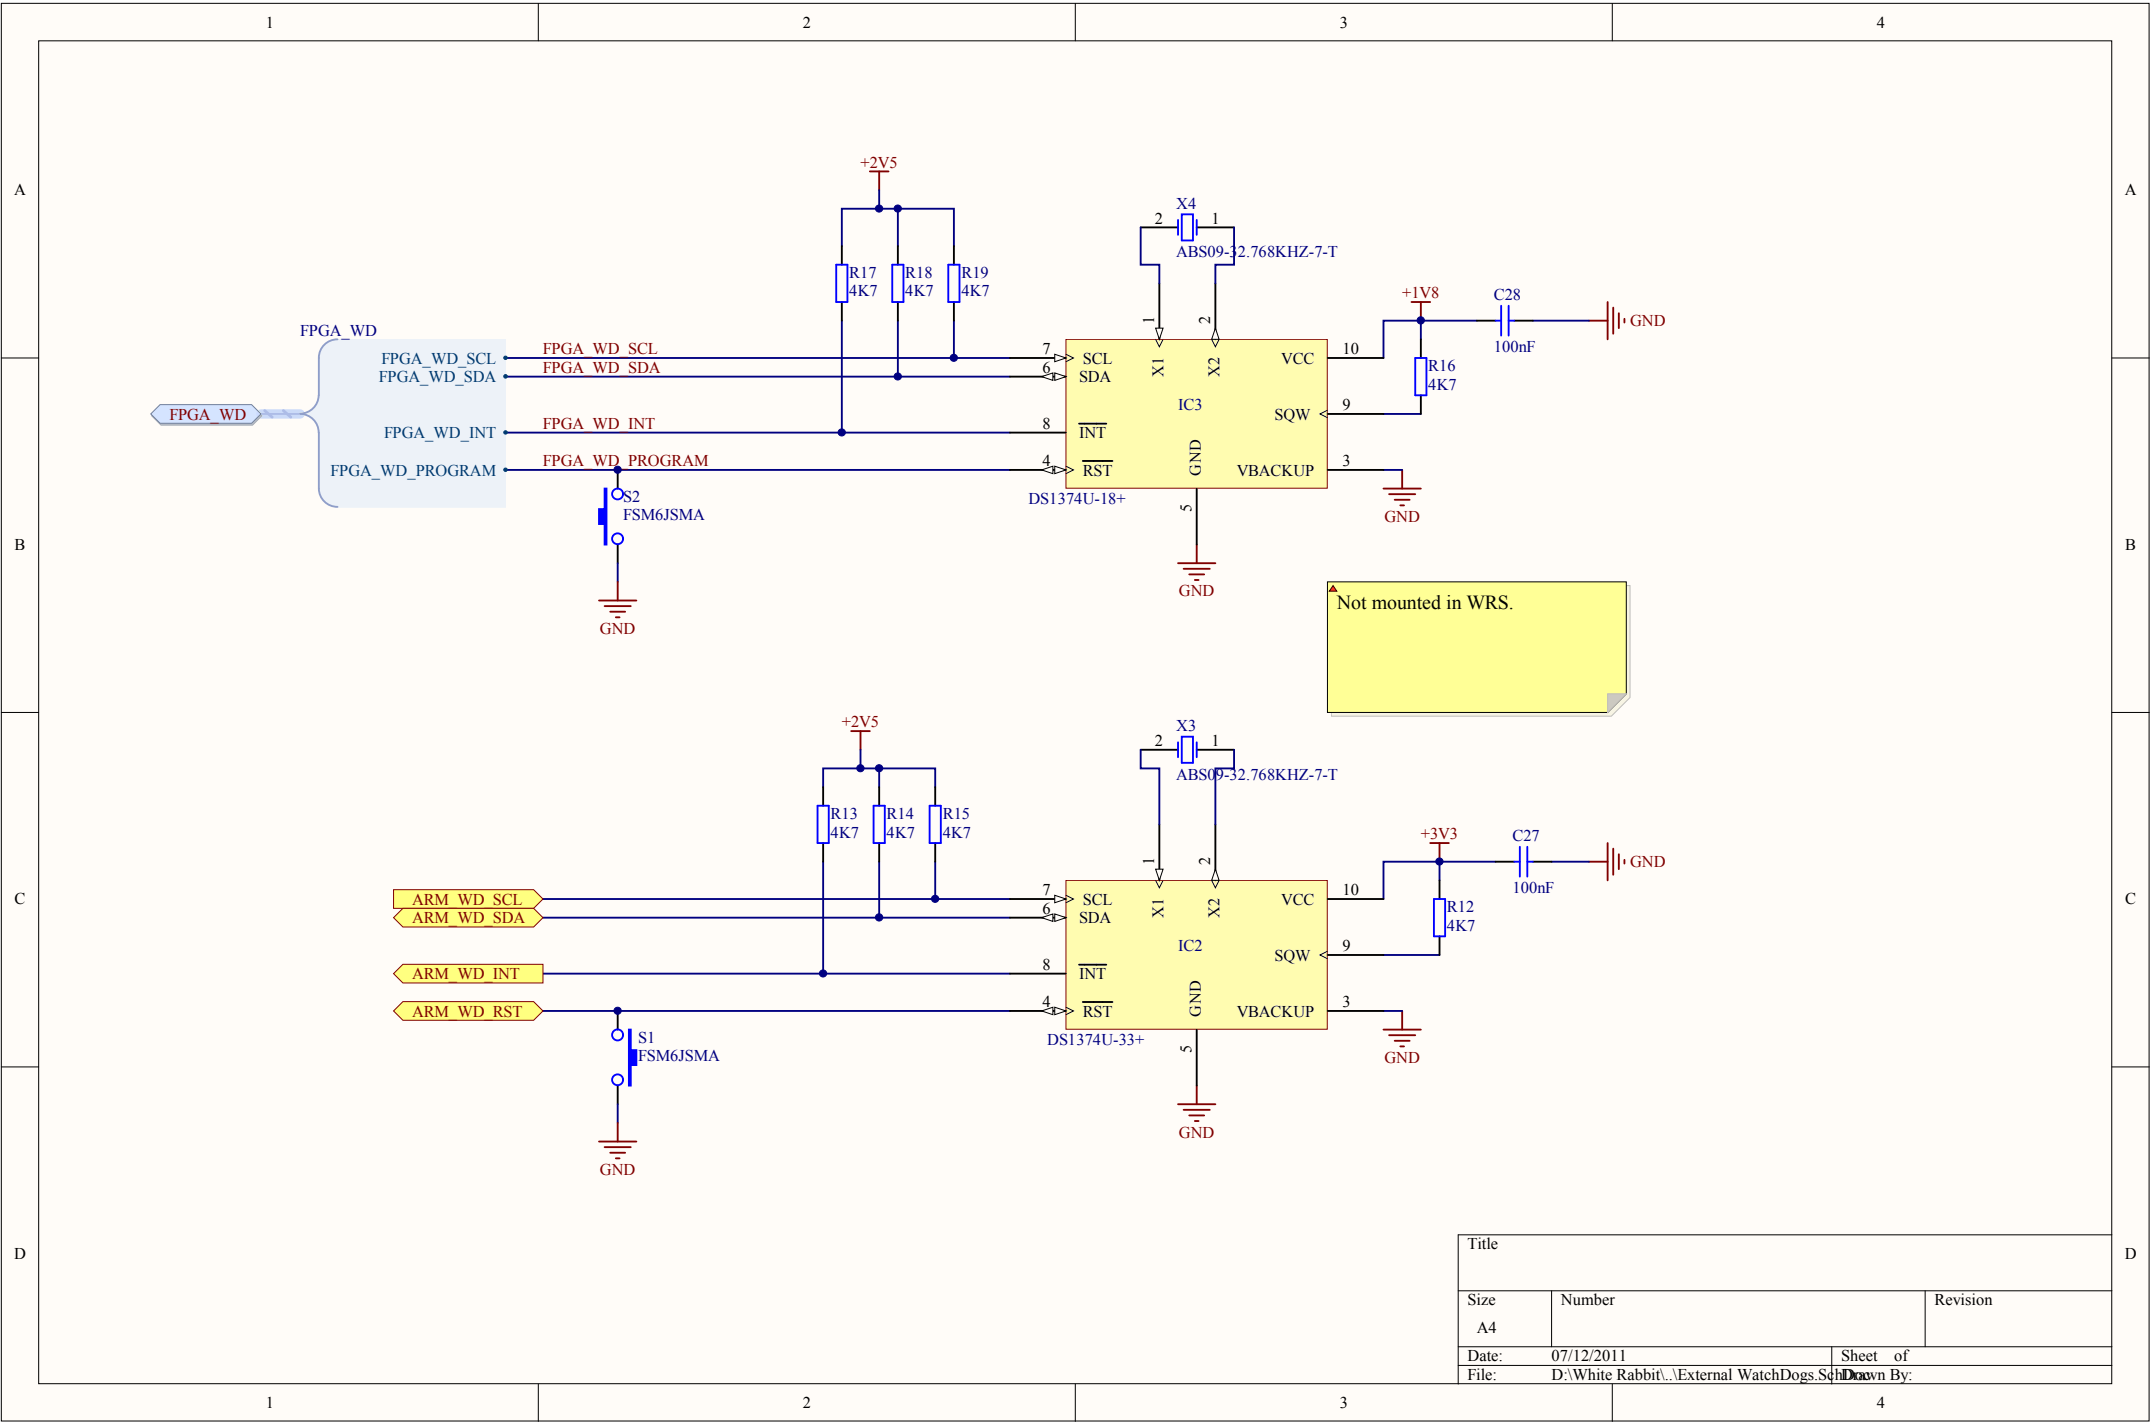 1 2 3 4
A A
+2V5
X4
2 1
ABS09-32.768KHZ-7-T
R17 R18 R19
4K7 4K7 4K7
+1V8 C28
GND
100nF
1 2
FPGA_WD
FPGA_WD_SCL FPGA_WD_SCL 7 SCL X1 X2 VCC 10
FPGA_WD_SDA FPGA_WD_SDA 6 SDA
R16
4K7
IC3
FPGA_WD SQW 9
FPGA_WD_INT FPGA_WD_INT 8 INT
FPGA_WD_PROGRAM FPGA_WD_PROGRAM 4 RST GND VBACKUP 3
S2 DS1374U-18+
FSM6JSMA 5 GND
B B
GND
Not mounted in WRS.
GND
+2V5
X3
2 1
ABS09-32.768KHZ-7-T
R13 R14 R15
4K7 4K7 4K7
+3V3 C27
GND
100nF
1 2
ARM_WD_SCL 7 SCL X1 X2 VCC 10
ARM_WD_SDA 6 SDA
R12
4K7
C C
IC2
SQW 9
ARM_WD_INT 8 INT
ARM_WD_RST 4 RST GND VBACKUP 3
S1 DS1374U-33+
FSM6JSMA 5 GND
GND
GND
D D
Title
Size Number Revision
A4
Date: 07/12/2011 Sheet of
File: D:\White Rabbit\..\External WatchDogs.SchDoc Drawn By:
1 2 3 4